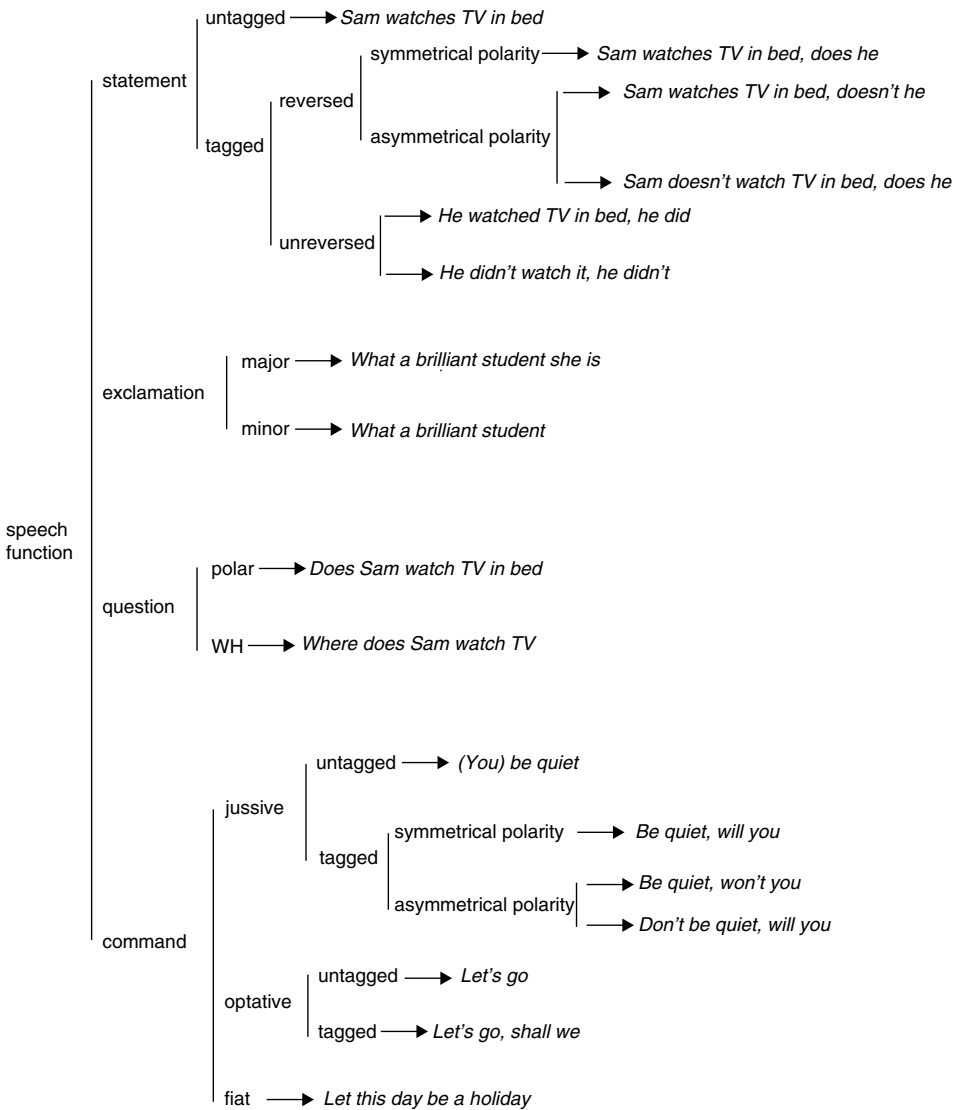 untagged Sam watches TV in bed
symmetrical polarity Sam watches TV in bed, does he
statement
Sam watches TV in bed, doesn't he
reversed
asymmetrical polarity
tagged
Sam doesn't watch TV in bed, does he
He watched TV in bed, he did
unreversed
He didn't watch it, he didn't
major What a brilliant student she is
exclamation
minor What a brilliant student
speech
function
polar Does Sam watch TV in bed
question
WH Where does Sam watch TV
untagged (You) be quiet
jussive
symmetrical polarity Be quiet, will you
tagged
Be quiet, won't you
asymmetrical polarity
Don't be quiet, will you
command
untagged Let's go
optative
tagged Let's go, shall we
fiat Let this day be a holiday